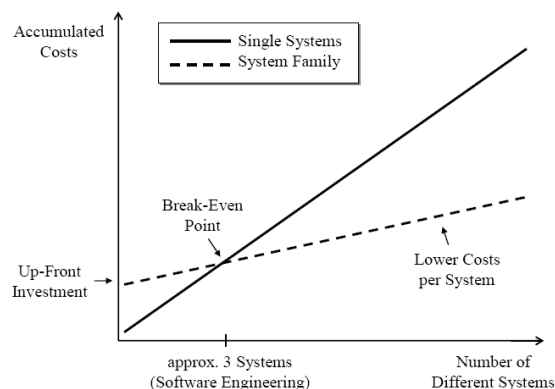 Accumulated
Costs
Single Systems
System Family
Break-Even
Point
Up-Front
Investment
Lower Costs
per System
approx. 3 Systems
(Software Engineering)
Number of
Different Systems